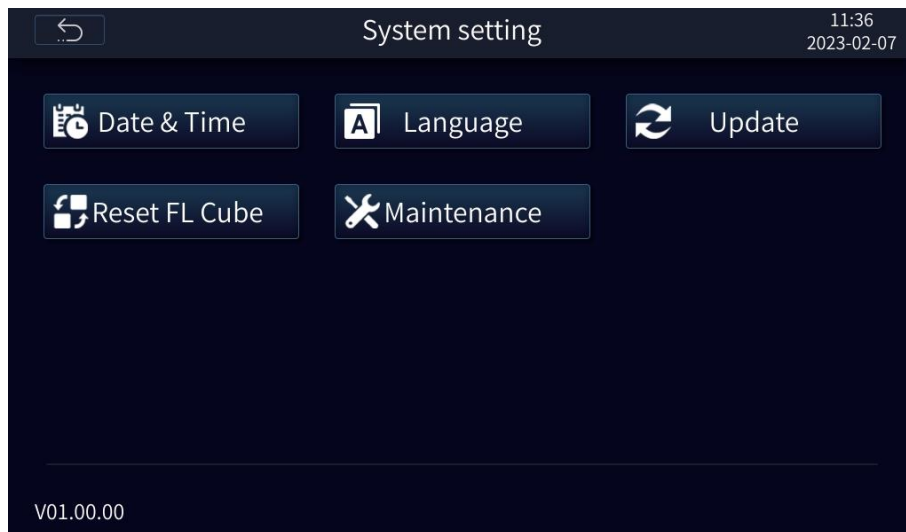 System setting
11:36
2023-02-07
Date & Time
A Language
Update
Reset FL Cube
Maintenance
V01.00.00